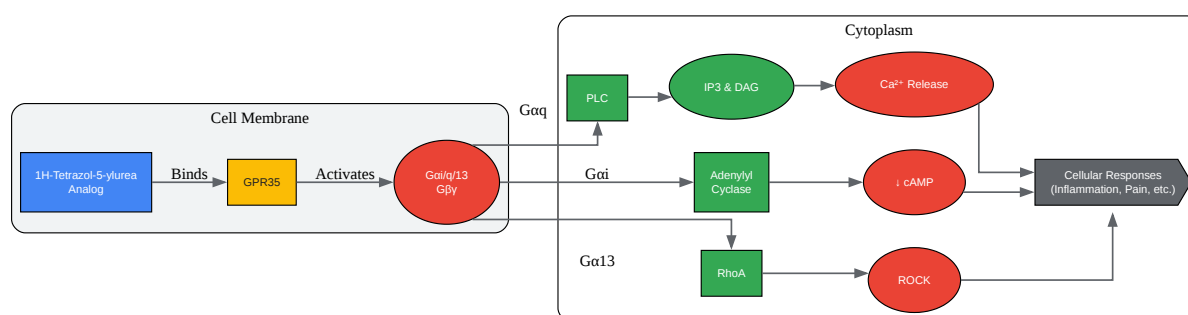 Cytoplasm
Cell Membrane
1H-Tetrazol-5-ylurea
Analog
Binds
GPR35
Activates
Gαi/q/13
Gβγ
Gαq
PLC
IP3 & DAG
Ca²⁺ Release
Gαi
Adenylyl
Cyclase
↓ cAMP
Cellular Responses
(Inflammation, Pain, etc.)
Gα13
RhoA
ROCK